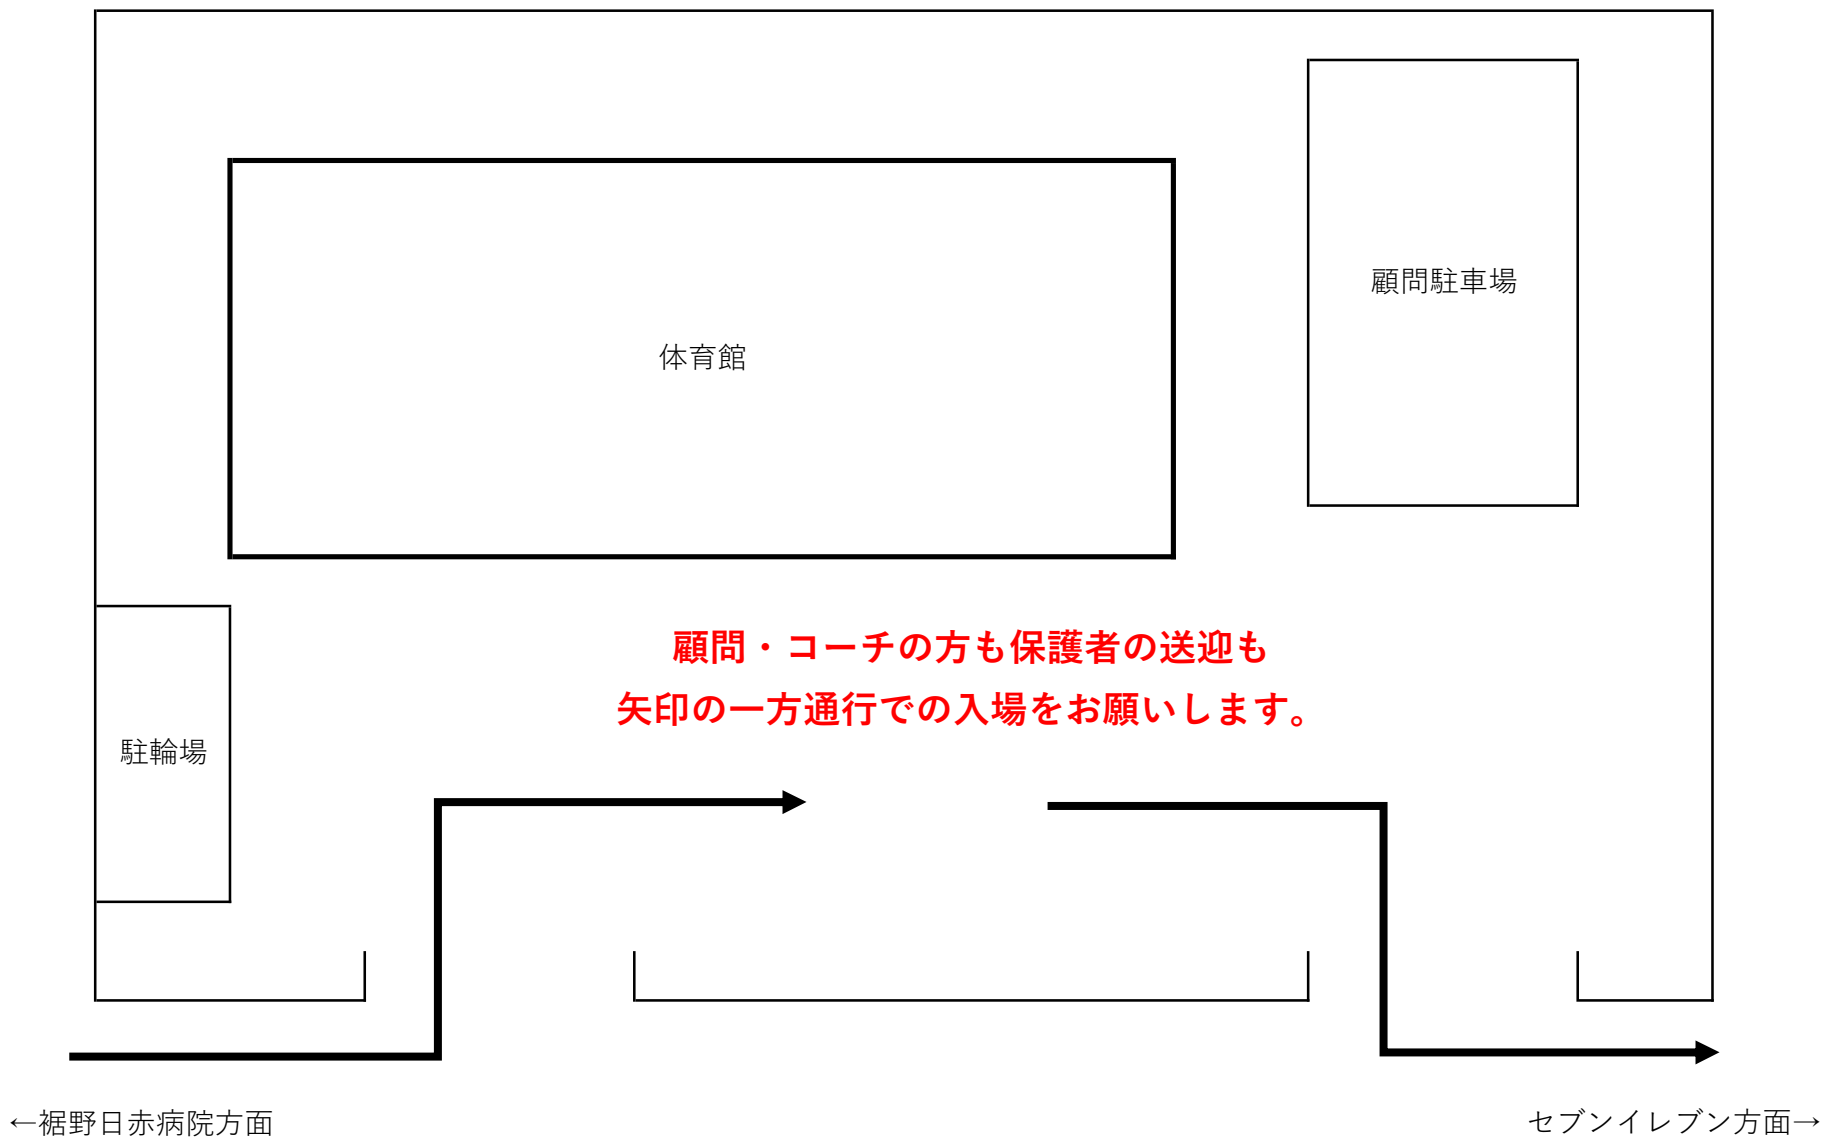 顧問駐車場
体育館
顧問・コーチの方も保護者の送迎も
矢印の一方通行での入場をお願いします。
駐輪場
←裾野日赤病院方面
セブンイレブン方面→